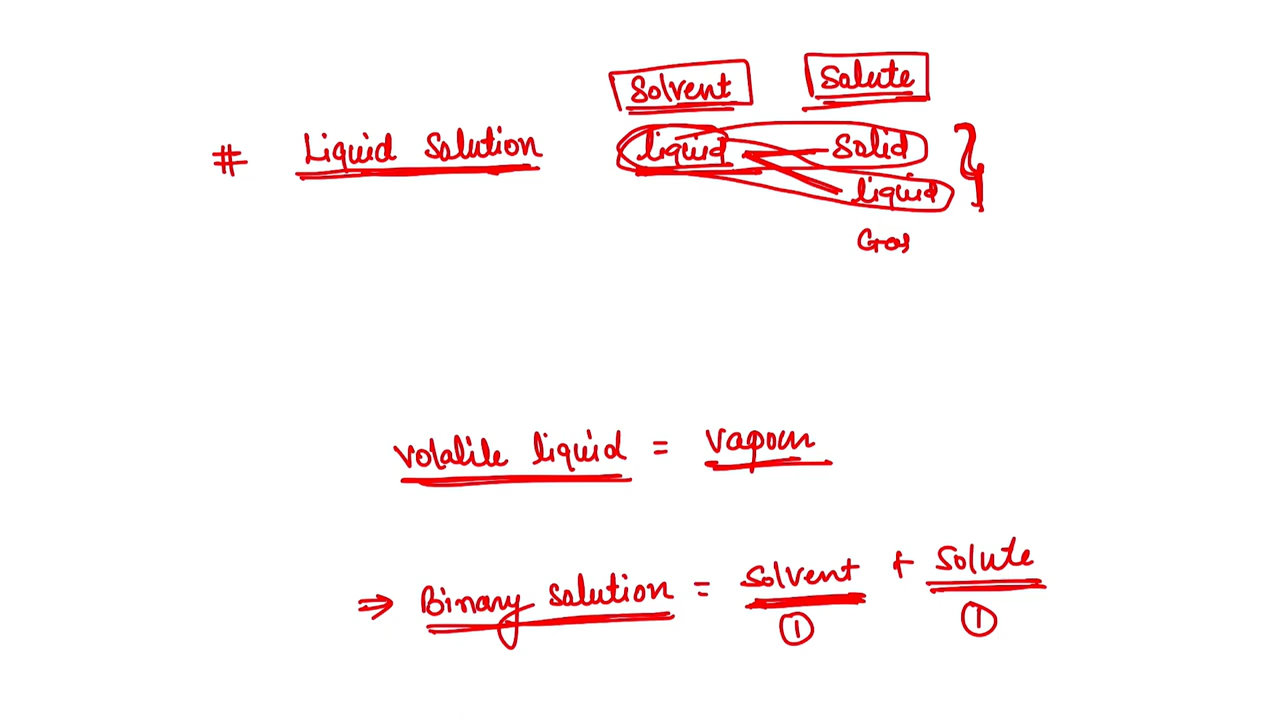 Solvent Solute
# Liquid Solution liquid Solid
liquid
Gas
Volatile liquid = Vapour
⇒ Binary solution = Solvent + Solute
① ①